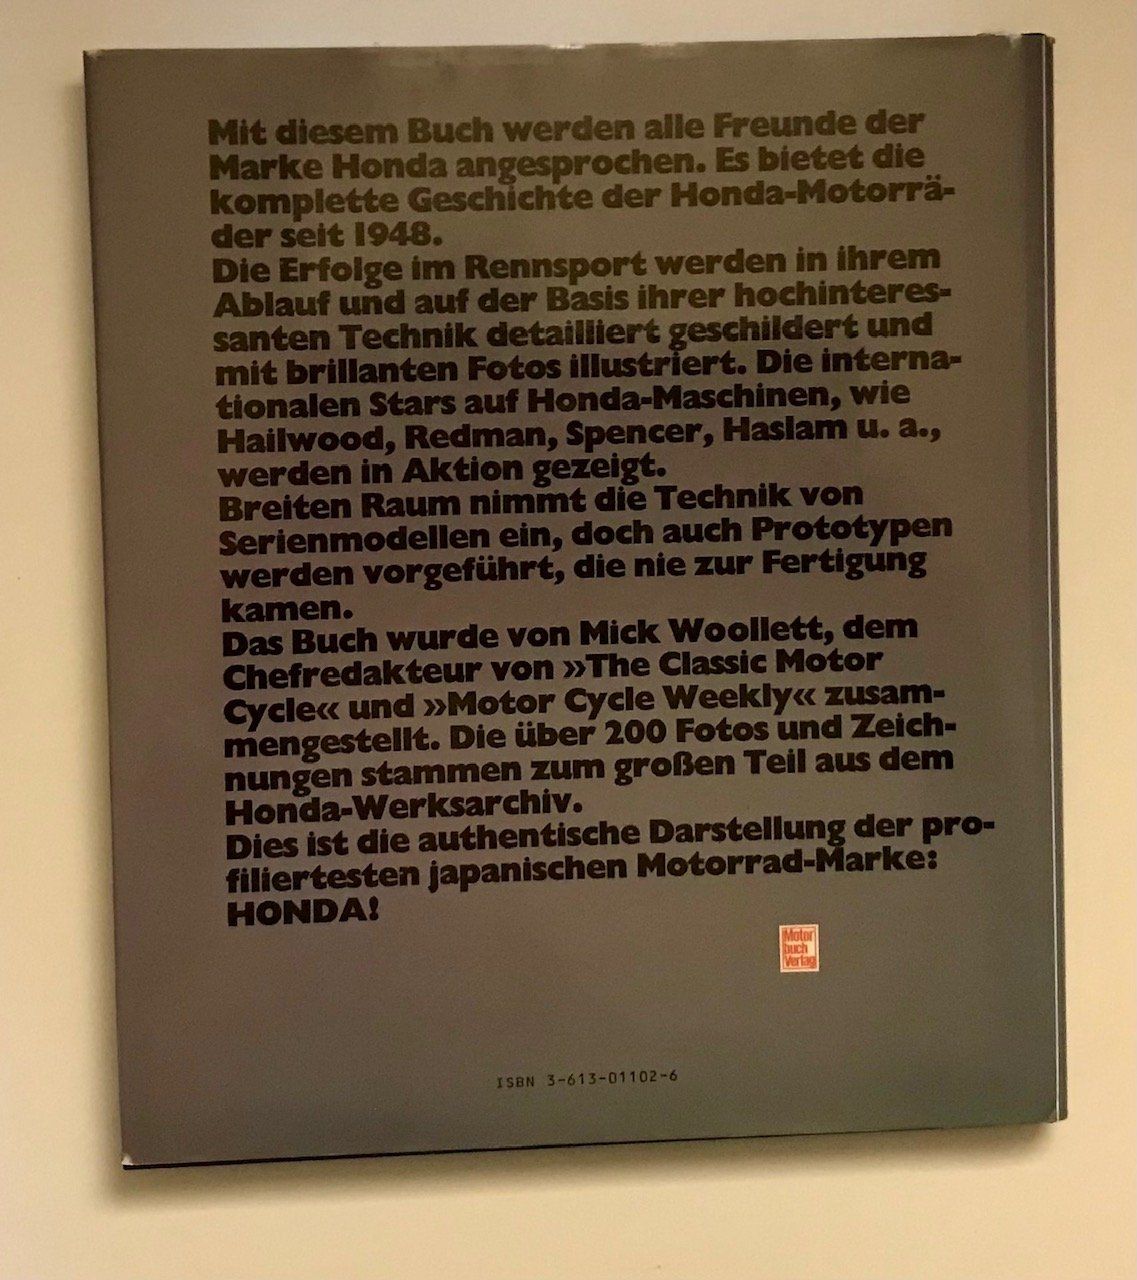 Mit diesem Buch werden alle Freunde der
Marke Honda angesprochen. Es bietet die
komplette Geschichte der Honda-Motorrä-
der seit 1948.
Die Erfolge im Rennsport werden in ihrem
Ablauf und auf der Basis ihrer hochinteres-
santen Technik detailliert geschildert und
mit brillanten Fotos illustriert. Die interna-
tionalen Stars auf Honda-Maschinen, wie
Hailwood, Redman, Spencer, Haslam u. a.,
werden in Aktion gezeigt.
Breiten Raum nimmt die Technik von
Serienmodellen ein, doch auch Prototypen
werden vorgeführt, die nie zur Fertigung
kamen.
Das Buch wurde von Mick Woollett, dem
Chefredakteur von »The Classic Motor
Cycle« und »Motor Cycle Weekly« zusam-
mengestellt. Die über 200 Fotos und Zeich-
nungen stammen zum großen Teil aus dem
Honda-Werksarchiv.
Dies ist die authentische Darstellung der pro-
filiertesten japanischen Motorrad-Marke:
HONDA!
Motor
buch
Verlag
ISBN 3-613-01102-6